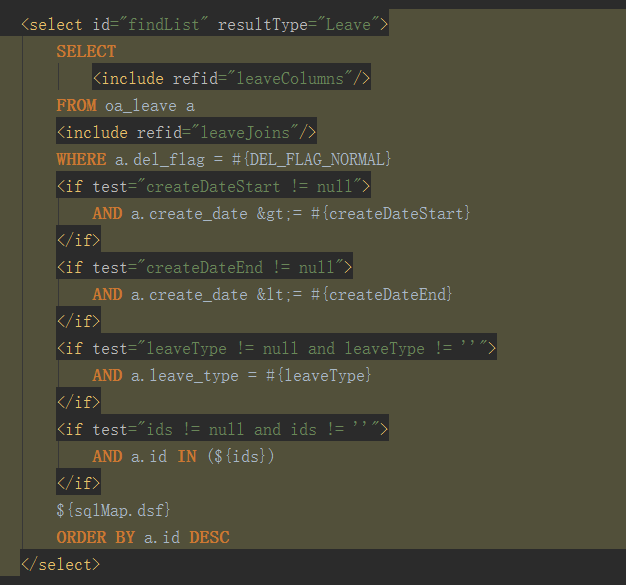 <select id="findList" resultType="Leave">
SELECT
<include refid="leaveColumns"/>
FROM oa_leave a
<include refid="leaveJoins"/>
WHERE a.del_flag = #{DEL_FLAG_NORMAL}
<if test="createDateStart != null">
AND a.create_date &gt;= #{createDateStart}
</if>
<if test="createDateEnd != null">
AND a.create_date &lt;= #{createDateEnd}
</if>
<if test="leaveType != null and leaveType != ''">
AND a.leave_type = #{leaveType}
</if>
<if test="ids != null and ids != ''">
AND a.id IN (${ids})
</if>
${sqlMap.dsf}
ORDER BY a.id DESC
</select>